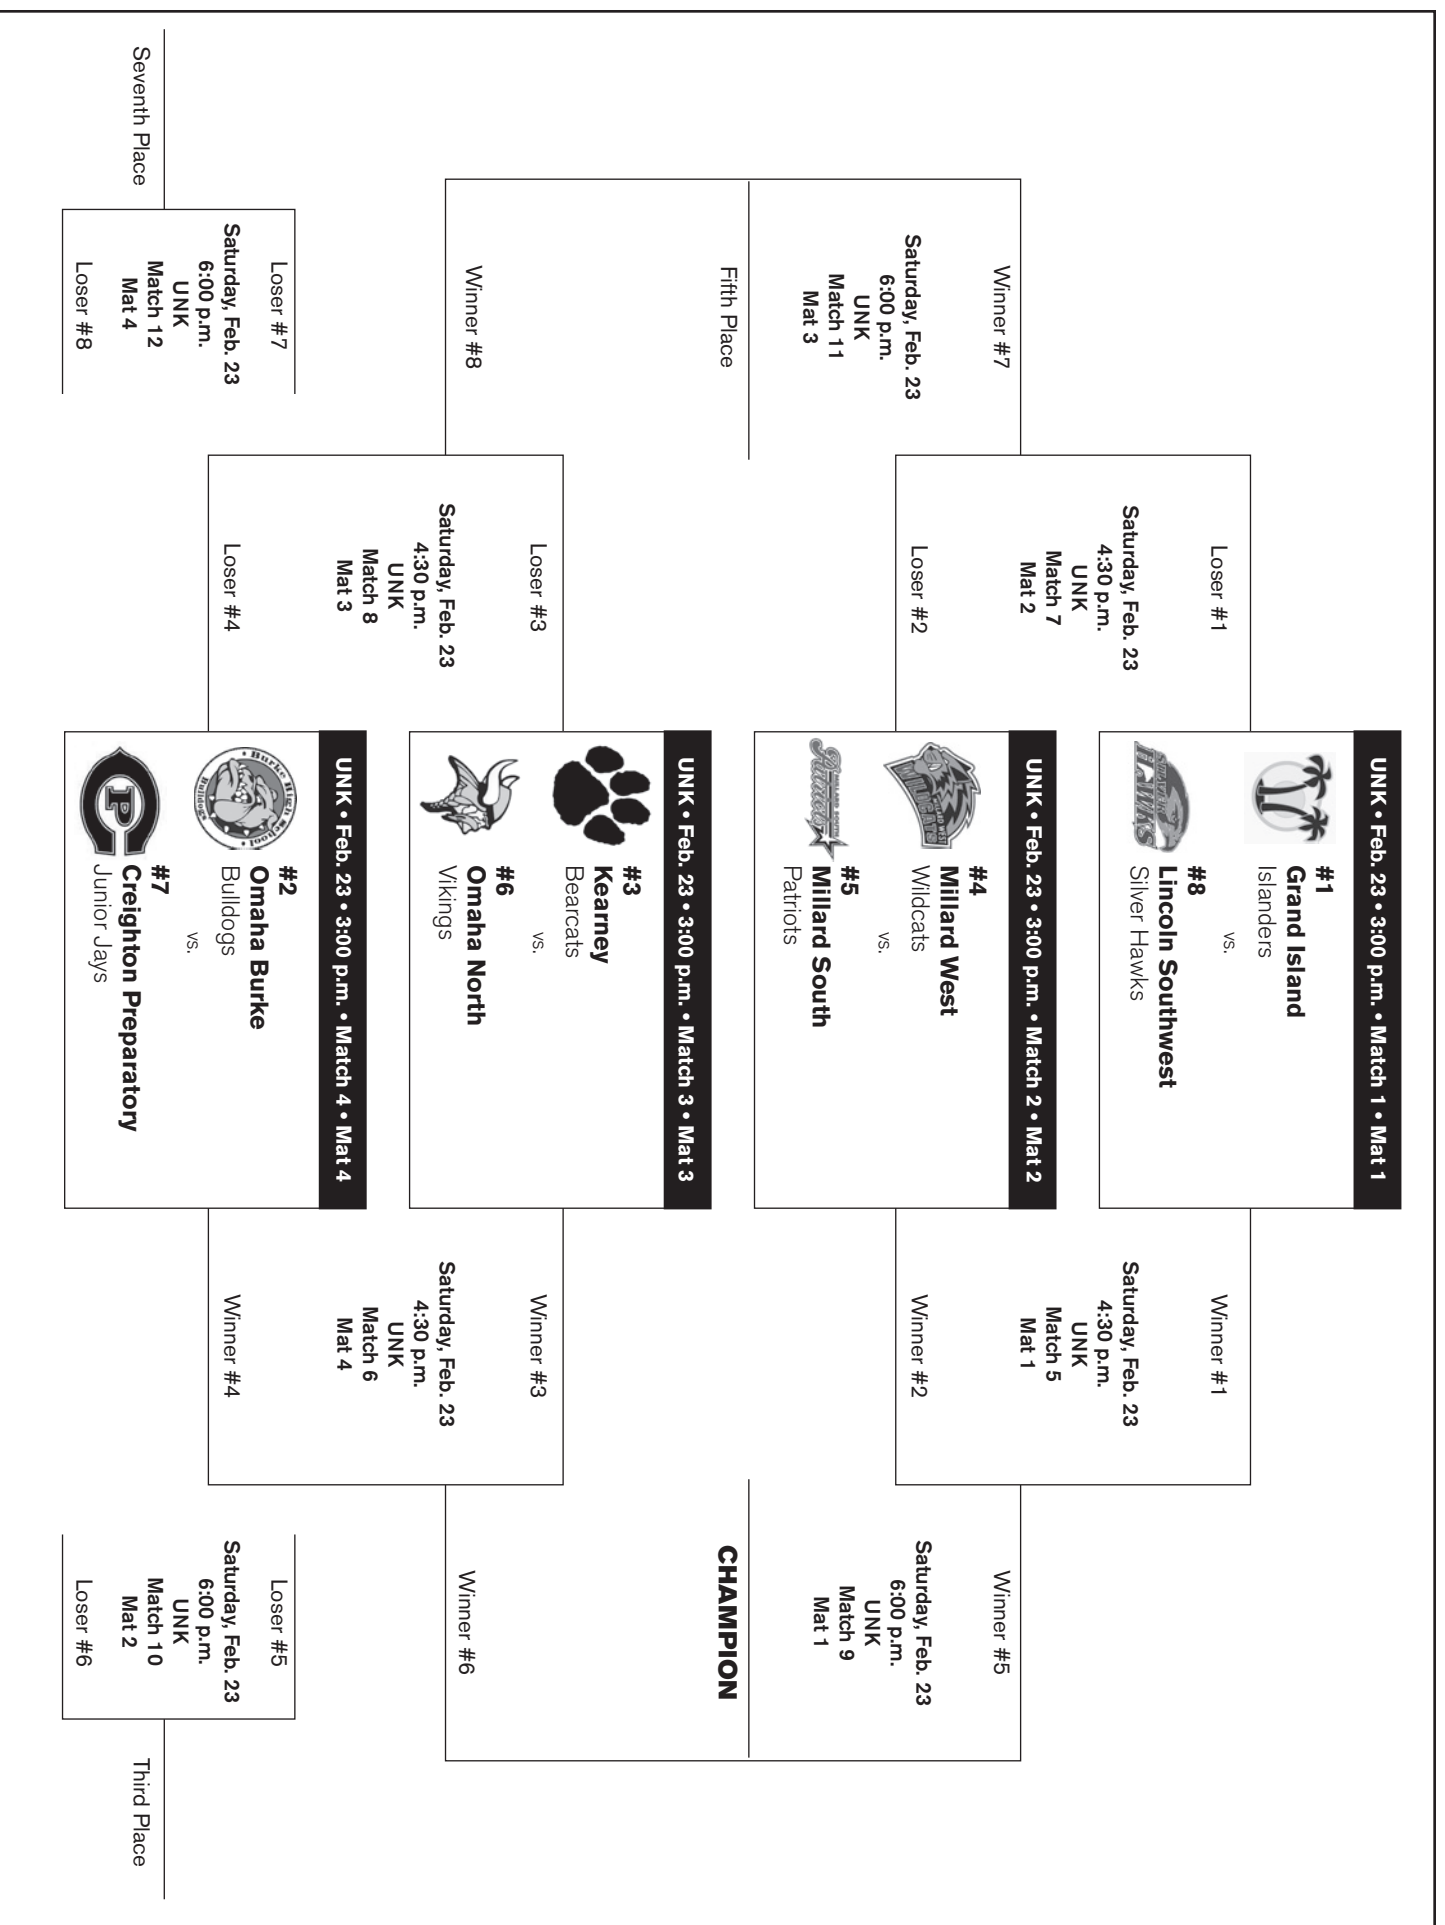 UNK • Feb. 23 • 3:00 p.m. • Match 1 • Mat 1
#1
Grand Island
Islanders
vs.
#8
Lincoln Southwest
Silver Hawks
UNK • Feb. 23 • 3:00 p.m. • Match 2 • Mat 2
#4
Millard West
Wildcats
vs.
#5
Millard South
Patriots
UNK • Feb. 23 • 3:00 p.m. • Match 3 • Mat 3
#3
Kearney
Bearcats
vs.
#6
Omaha North
Vikings
UNK • Feb. 23 • 3:00 p.m. • Match 4 • Mat 4
#2
Omaha Burke
Bulldogs
vs.
#7
Creighton Preparatory
Junior Jays
• Burke High School •
Bulldogs
WILDCATS
CP
Loser #1
Saturday, Feb. 23
4:30 p.m.
UNK
Match 7
Mat 2
Loser #2
Loser #3
Saturday, Feb. 23
4:30 p.m.
UNK
Match 8
Mat 3
Loser #4
Winner #7
Saturday, Feb. 23
6:00 p.m.
UNK
Match 11
Mat 3
Fifth Place
Winner #8
Loser #7
Saturday, Feb. 23
6:00 p.m.
UNK
Match 12
Mat 4
Loser #8
Seventh Place
Winner #1
Saturday, Feb. 23
4:30 p.m.
UNK
Match 5
Mat 1
Winner #2
Winner #3
Saturday, Feb. 23
4:30 p.m.
UNK
Match 6
Mat 4
Winner #4
Winner #5
Saturday, Feb. 23
6:00 p.m.
UNK
Match 9
Mat 1
CHAMPION
Winner #6
Loser #5
Saturday, Feb. 23
6:00 p.m.
UNK
Match 10
Mat 2
Loser #6
Third Place